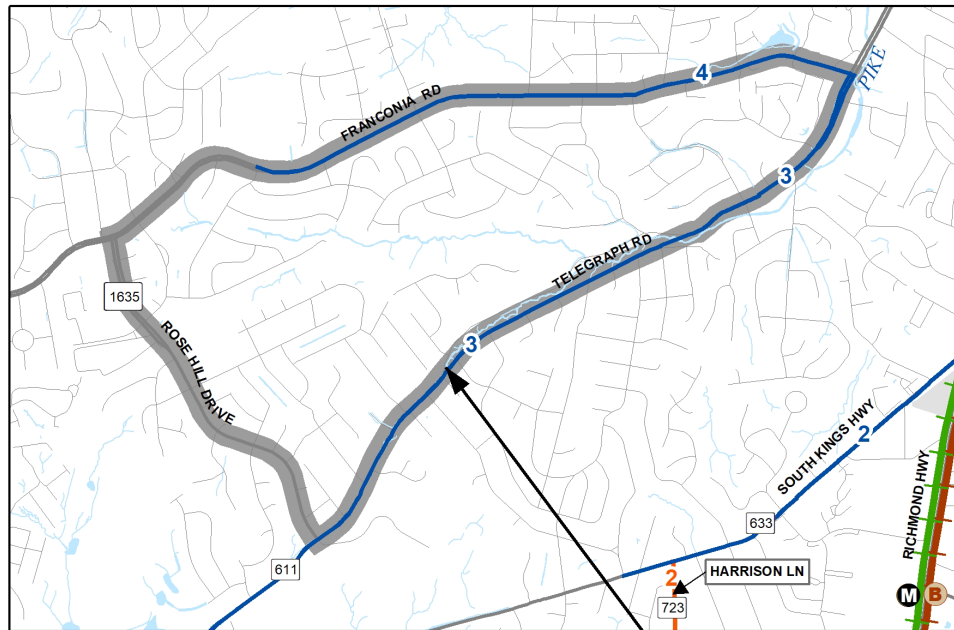 4
PIKE
FRANCONIA RD
3
TELEGRAPH RD
1635
3
ROSE HILL DRIVE
SOUTH KINGS HWY
2
RICHMOND HWY
633
611
2
HARRISON LN
723
M
B